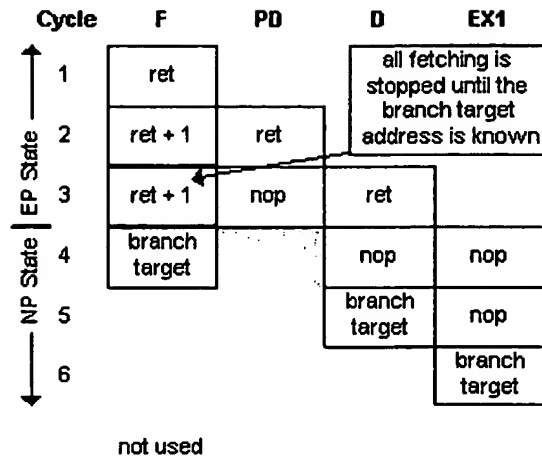 Cycle F PD D EX1
1 ret
all fetching is
stopped until the
branch target
address is known
2 ret + 1 ret
3 ret + 1 nop ret
4 branch
target nop nop
5 branch
target nop
6 branch
target
EP State
NP State
not used